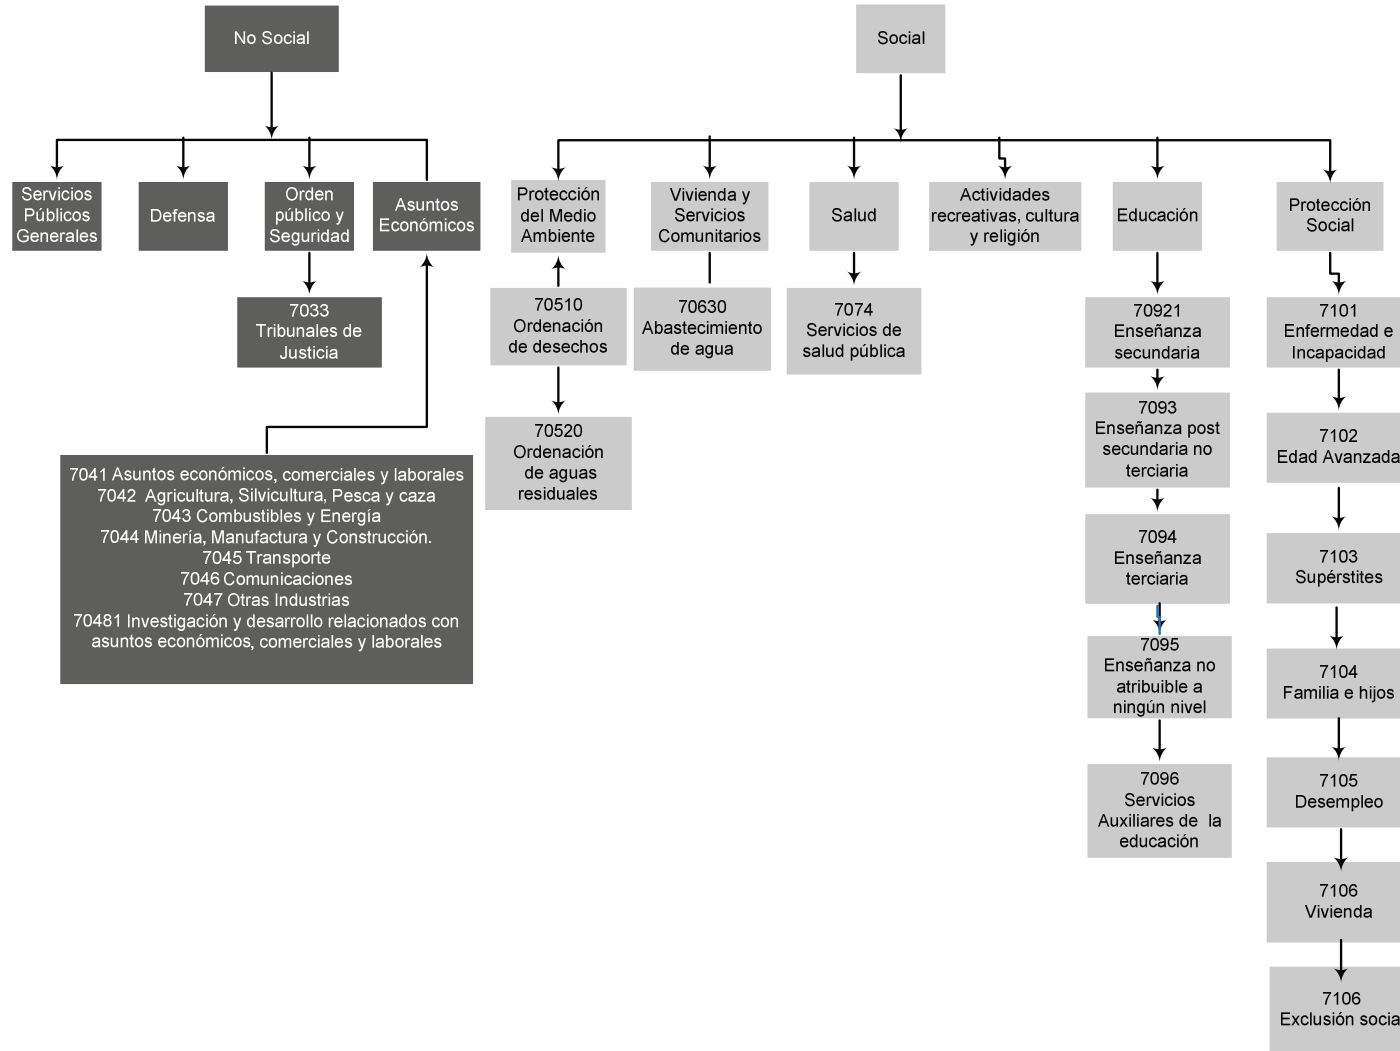 No Social
Social
Servicios
Públicos
Generales
Defensa
Orden
público y
Seguridad
Asuntos
Económicos
Protección
del Medio
Ambiente
Vivienda y
Servicios
Comunitarios
Salud
Actividades
recreativas, cultura
y religión
Educación
Protección
Social
7033
Tribunales de
Justicia
7041 Asuntos económicos, comerciales y laborales
7042 Agricultura, Silvicultura, Pesca y caza
7043 Combustibles y Energía
7044 Minería, Manufactura y Construcción.
7045 Transporte
7046 Comunicaciones
7047 Otras Industrias
70481 Investigación y desarrollo relacionados con
asuntos económicos, comerciales y laborales
70510
Ordenación
de desechos
70520
Ordenación
de aguas
residuales
70630
Abastecimiento
de agua
7074
Servicios de
salud pública
70921
Enseñanza
secundaria
7093
Enseñanza post
secundaria no
terciaria
7094
Enseñanza
terciaria
7095
Enseñanza no
atribuible a
ningún nivel
7096
Servicios
Auxiliares de la
educación
7101
Enfermedad e
Incapacidad
7102
Edad Avanzada
7103
Supérstites
7104
Familia e hijos
7105
Desempleo
7106
Vivienda
7106
Exclusión socia